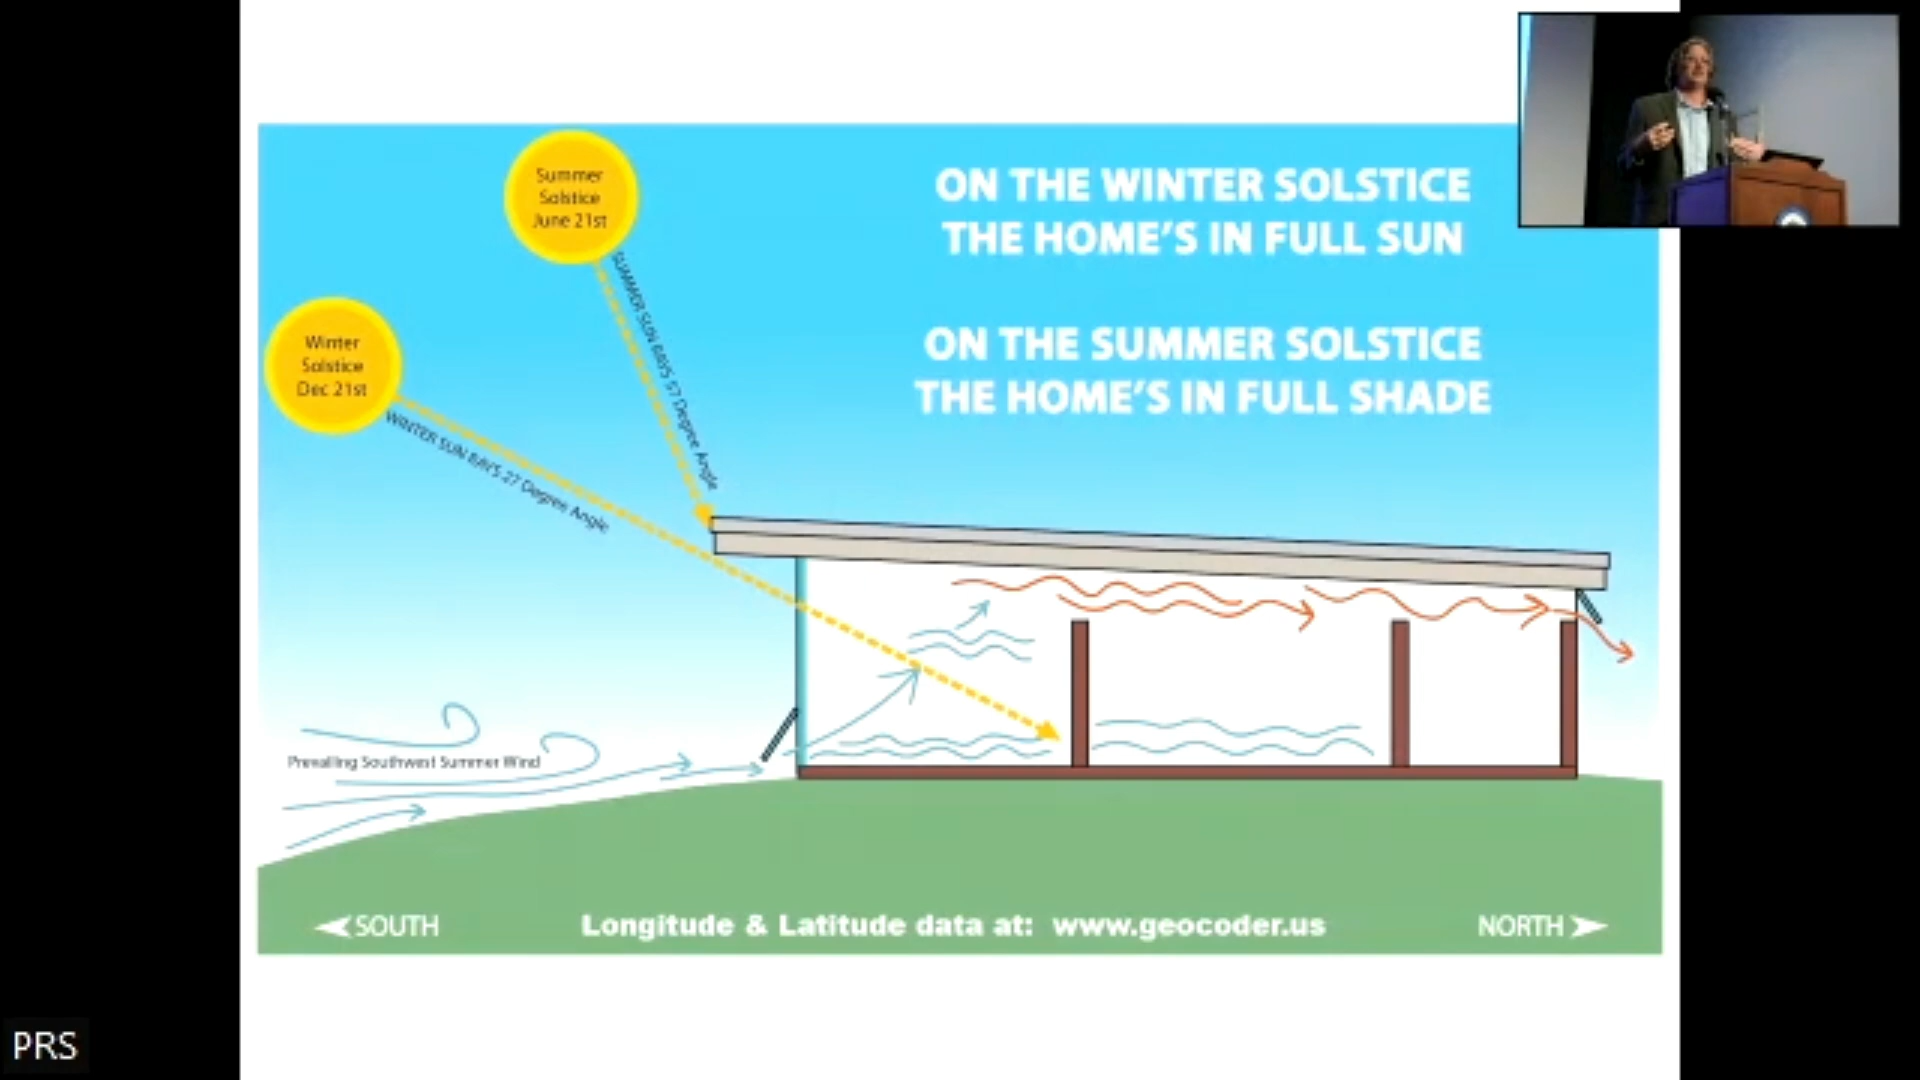 Summer
Solstice
June 21st
ON THE WINTER SOLSTICE
THE HOME'S IN FULL SUN
ON THE SUMMER SOLSTICE
THE HOME'S IN FULL SHADE
Winter
Solstice
Dec 21st
SUMMER SUN RAYS 57 Degree Angle
WINTER SUN RAYS 27 Degree Angle
Prevailing Southwest Summer Wind
SOUTH
Longitude & Latitude data at: www.geocoder.us
NORTH
PRS